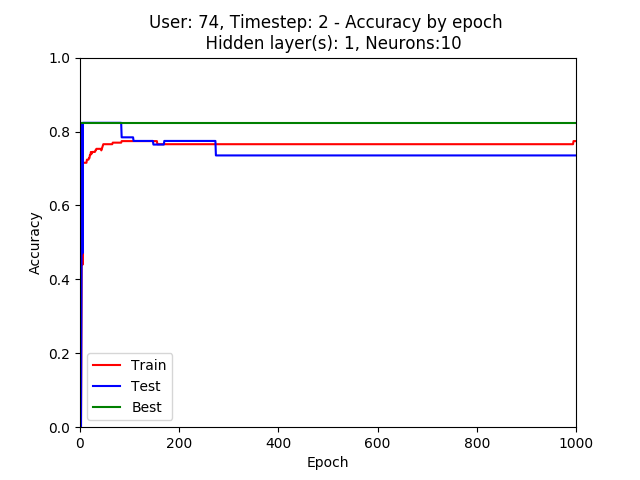 User: 74, Timestep: 2 - Accuracy by epoch
Hidden layer(s): 1, Neurons:10
1.0
0.8
0.6
0.4
0.2
0.0
Accuracy
Train
Test
Best
0 200 400 600 800 1000
Epoch